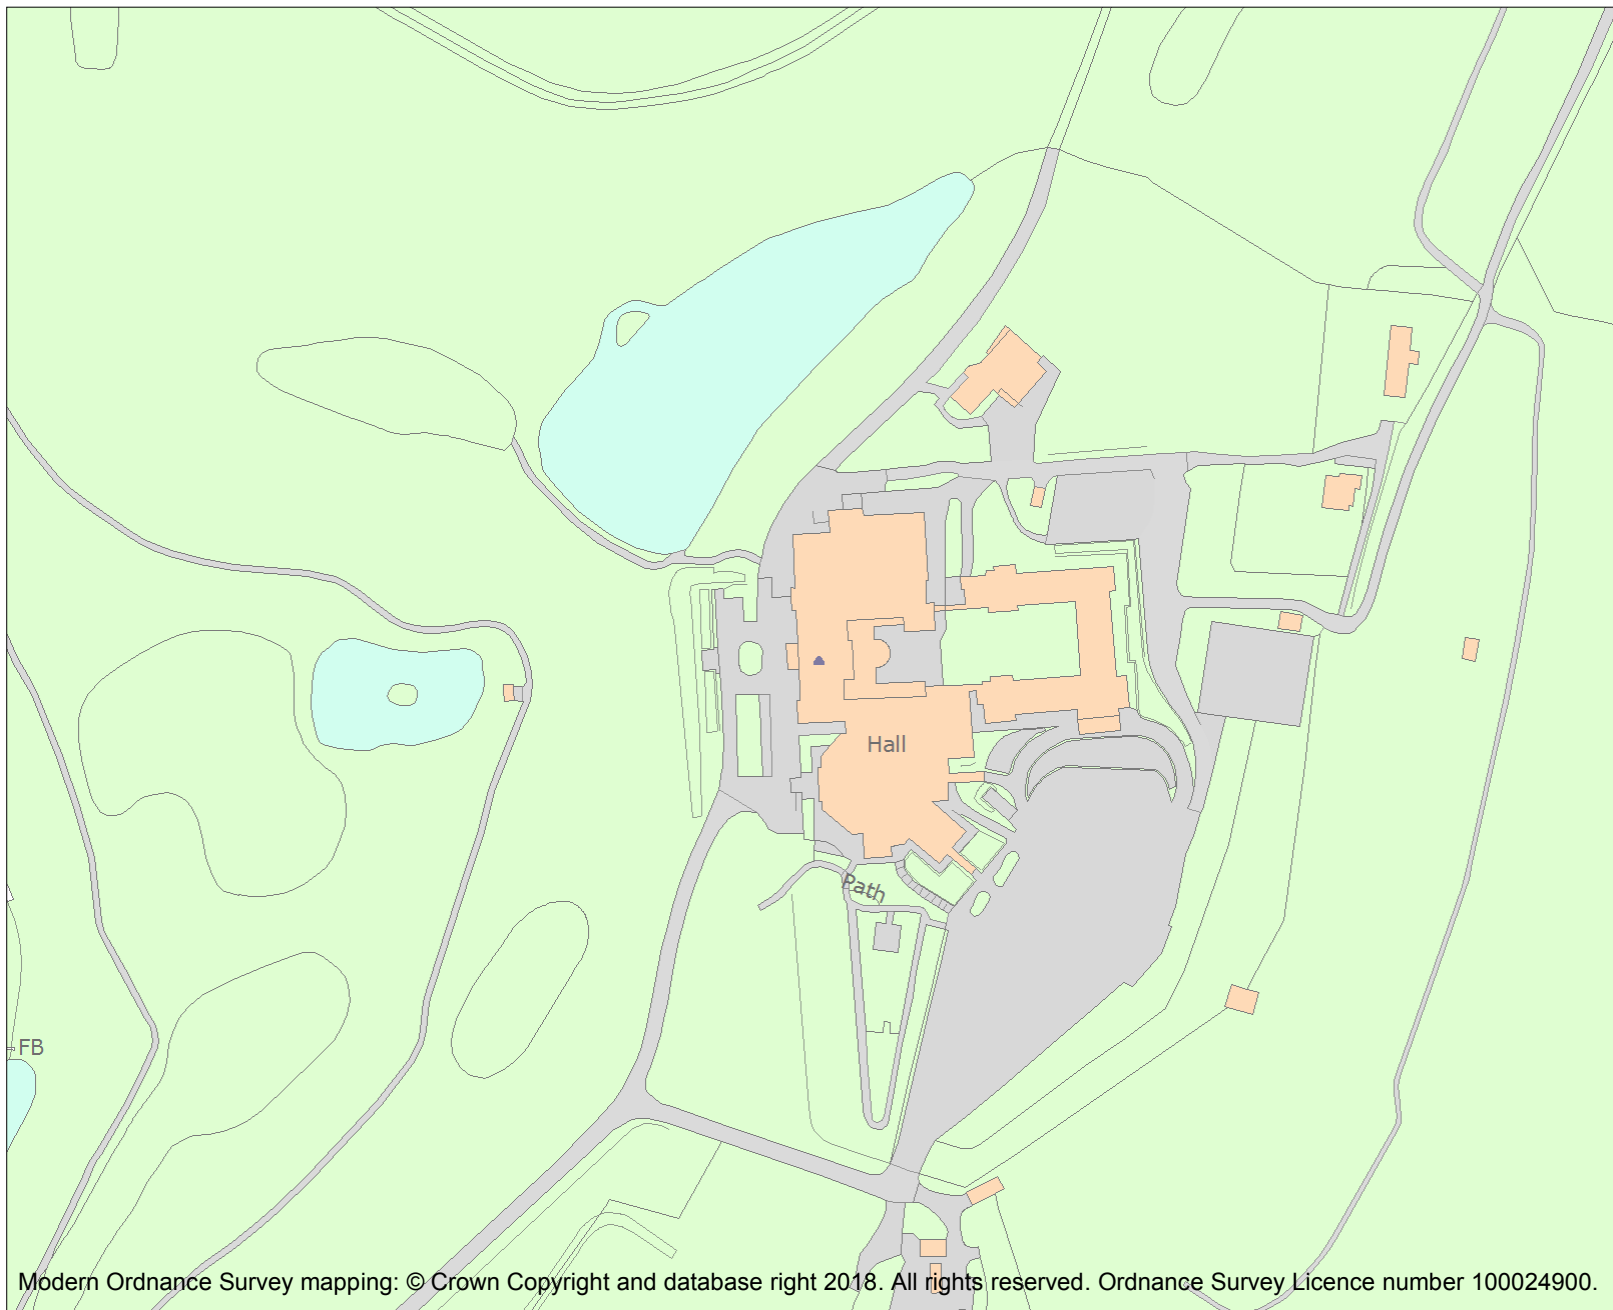 Hall
Path
FB
Modern Ordnance Survey mapping: © Crown Copyright and database right 2018. All rights reserved. Ordnance Survey Licence number 100024900.